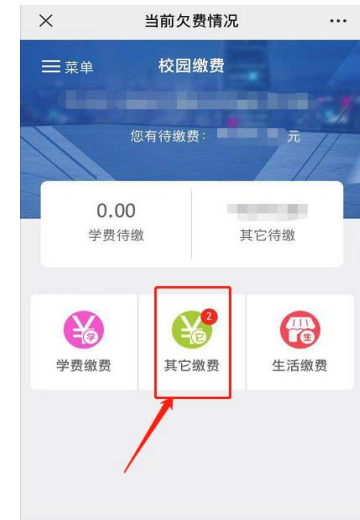 当前欠费情况
菜单
校园缴费
您有待缴费：
元
0.00
学费待缴
其它待缴
2
学
它
生
学费缴费
其它缴费
生活缴费